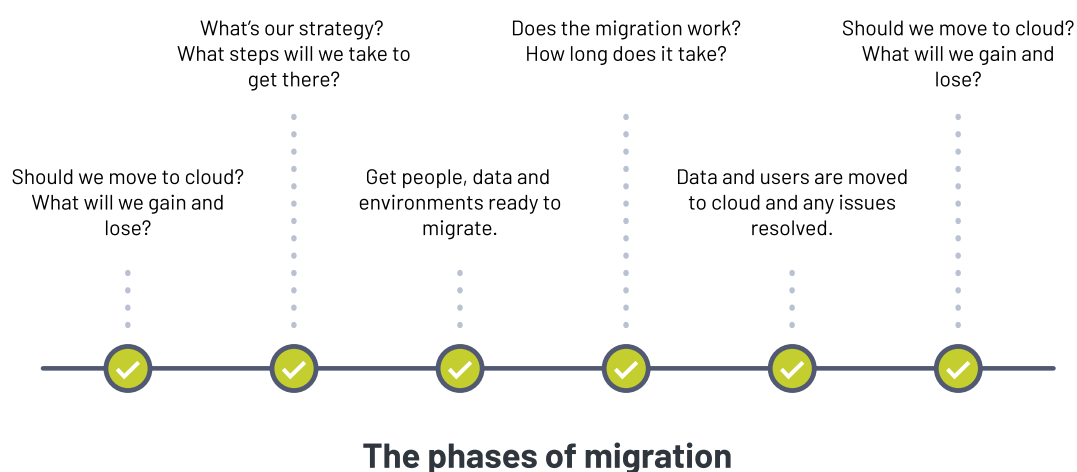 Should we move to cloud?
What will we gain and
lose?
What’s our strategy?
What steps will we take to
get there?
Get people, data and
environments ready to
migrate.
Does the migration work?
How long does it take?
Data and users are moved
to cloud and any issues
resolved.
Should we move to cloud?
What will we gain and
lose?
The phases of migration